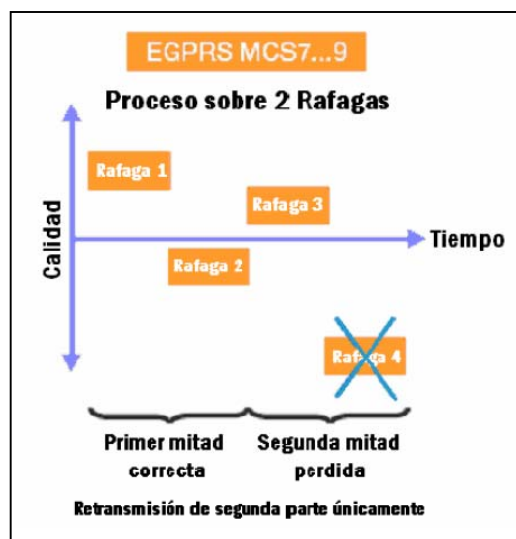 EGPRS MCS7...9
Proceso sobre 2 Rafagas
Rafaga 1
Rafaga 3
Tiempo
Calidad
Rafaga 2
Rafaga 4
Primer mitad
correcta
Segunda mitad
perdida
Retransmisión de segunda parte únicamente